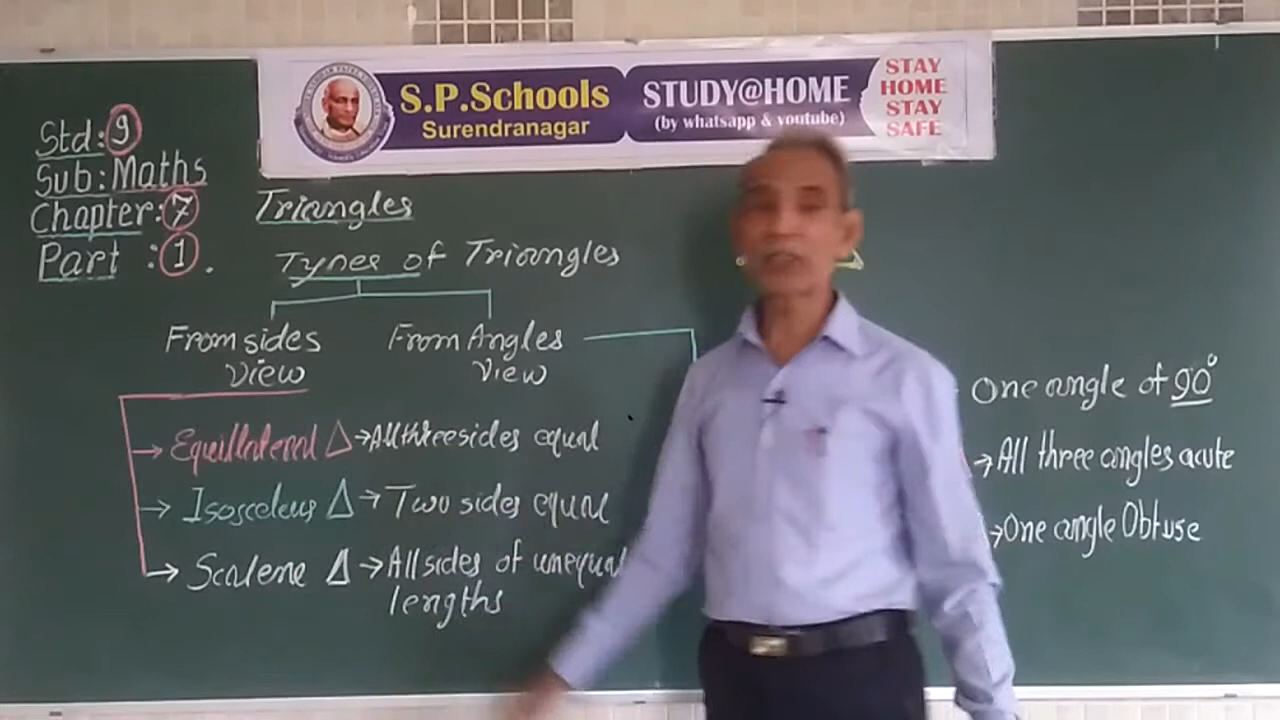 S.P.Schools
Surendranagar
STUDY@HOME
(by whatsapp & youtube)
STAY
HOME
STAY
SAFE
Std: 9
Sub: Maths
Chapter: 7
Part : 1.
Triangles
Types of Triangles
From sides
view
From Angles
view
→ Equillateral △ → All three sides equal
→ Isosceleus △ → Two sides equal
→ Scalene △ → All sides of unequal
lengths
One angle of 90°
→ All three angles acute
→ One angle Obtuse